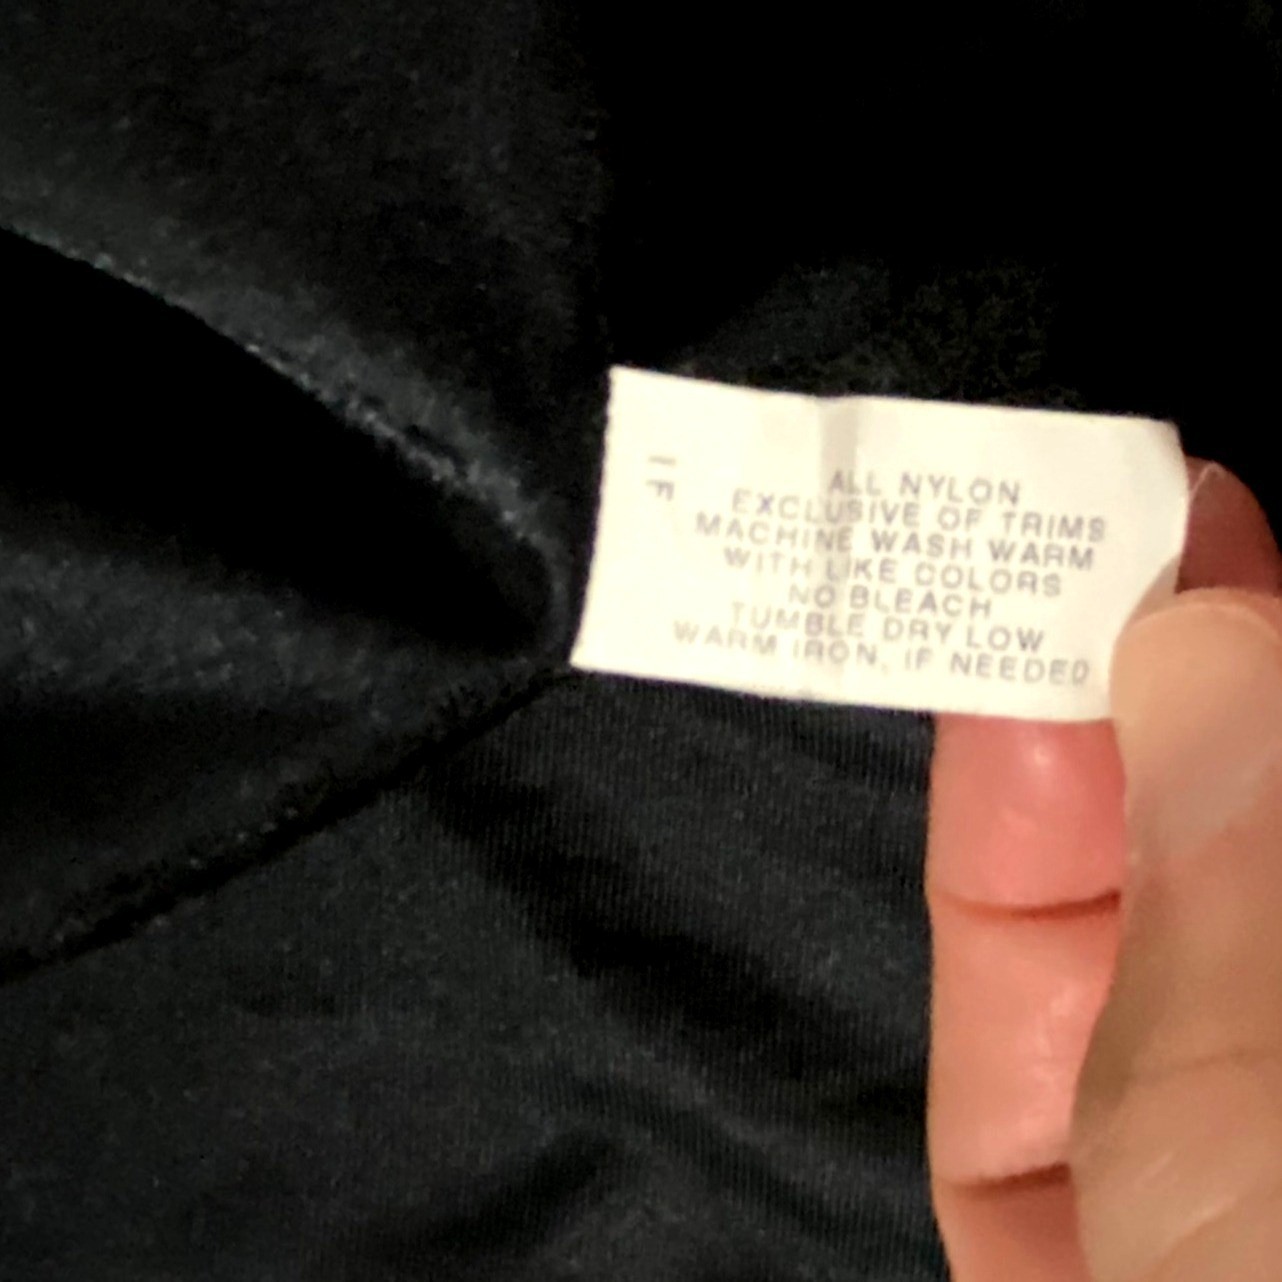 IF
ALL NYLON
EXCLUSIVE OF TRIMS
MACHINE WASH WARM
WITH LIKE COLORS
NO BLEACH
TUMBLE DRY LOW
WARM IRON, IF NEEDED